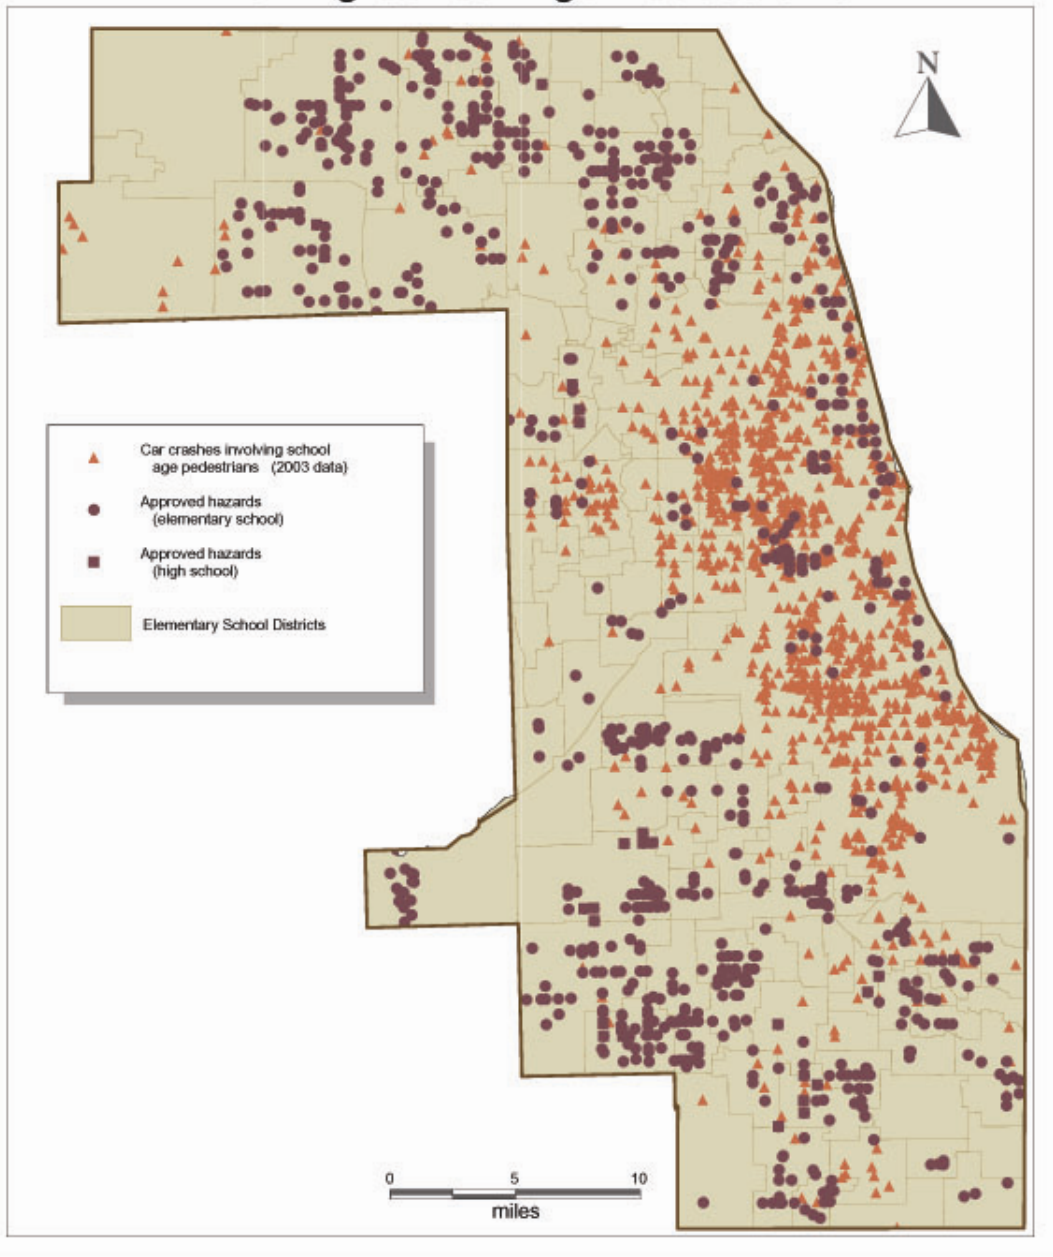 N
Car crashes involving school
age pedestrians (2003 data)
Approved hazards
(elementary school)
Approved hazards
(high school)
Elementary School Districts
0 5 10
miles